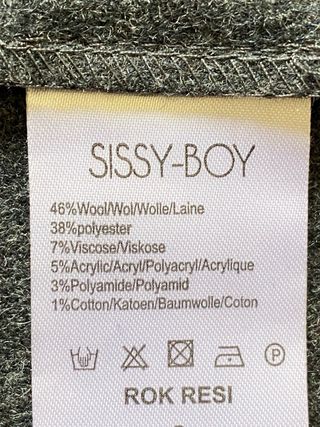 SISSY-BOY
46%Wool/Wol/Wolle/Laine
38%polyester
7%Viscose/Viskose
5%Acrylic/Acryl/Polyacryl/Acrylique
3%Polyamide/Polyamid
1%Cotton/Katoen/Baumwolle/Coton
P
ROK RESI